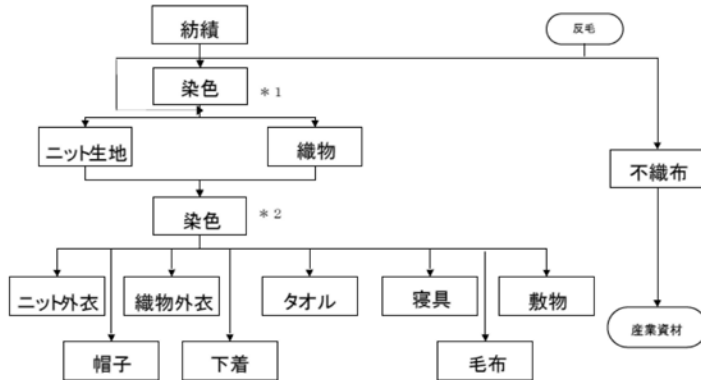 紡績
反毛
染色 *1
ニット生地
織物
不織布
染色 *2
ニット外衣
織物外衣
タオル
寝具
敷物
産業資材
帽子
下着
毛布